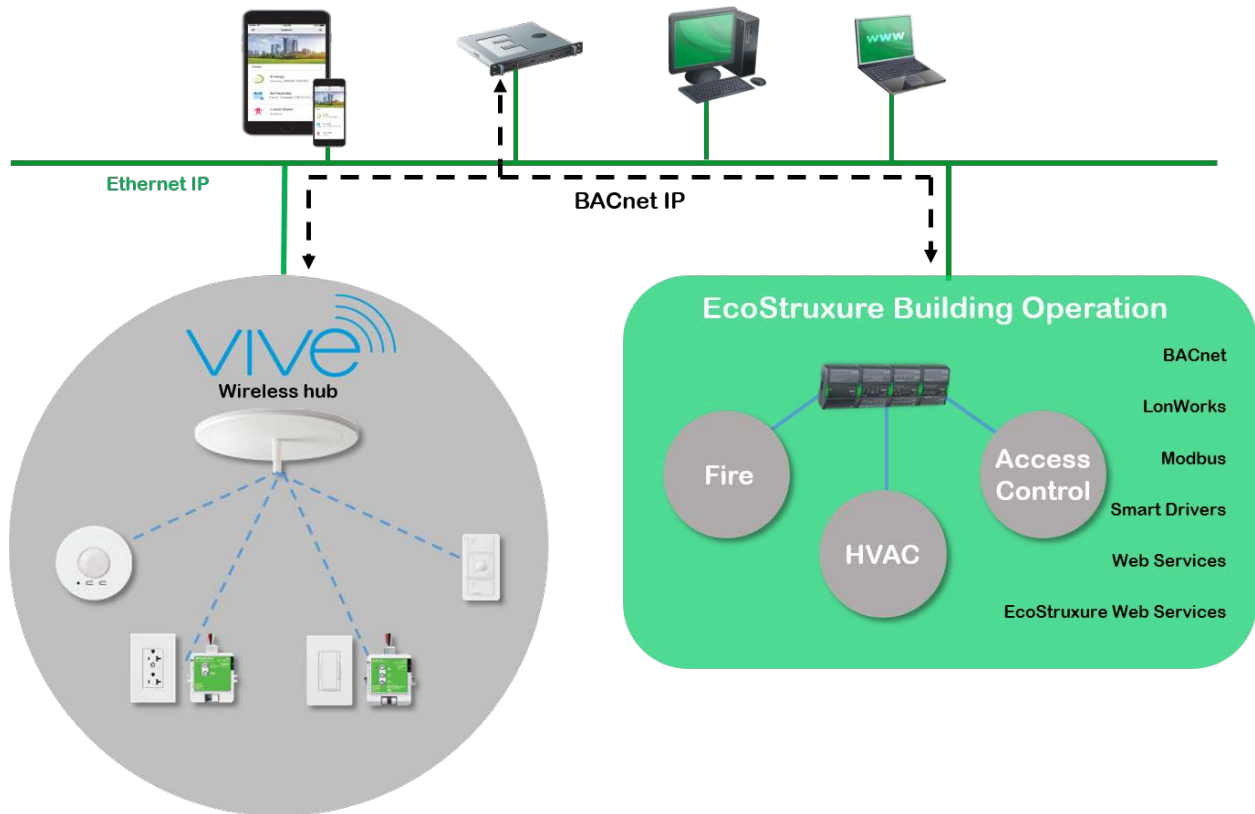 WWW
Ethernet IP
BACnet IP
VIVE
Wireless hub
EcoStruxure Building Operation
BACnet
LonWorks
Fire
Access
Control
Modbus
Smart Drivers
HVAC
Web Services
EcoStruxure Web Services